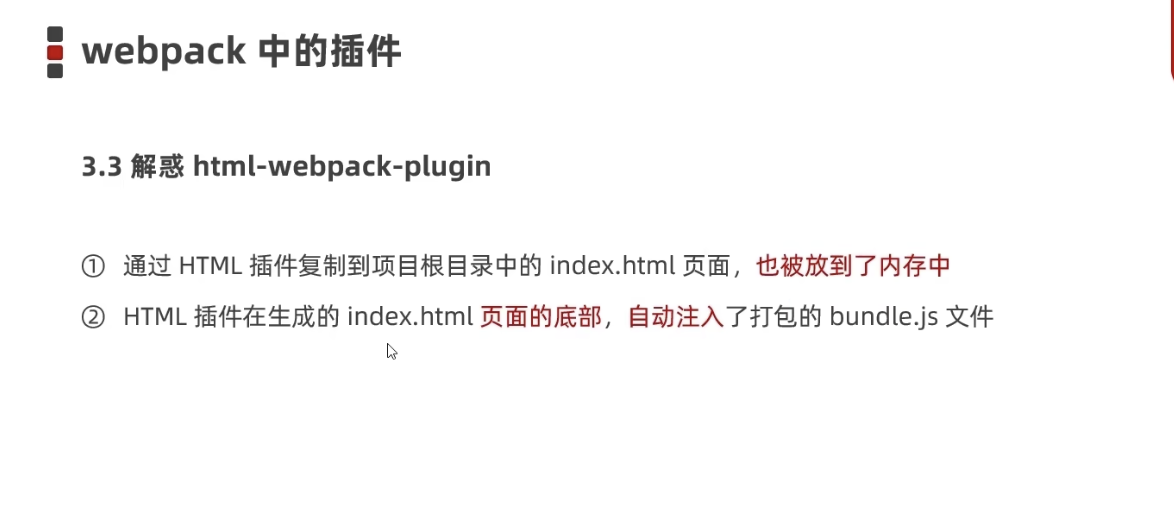 webpack 中的插件
3.3 解惑 html-webpack-plugin
① 通过 HTML 插件复制到项目根目录中的 index.html 页面，也被放到了内存中
② HTML 插件在生成的 index.html 页面的底部，自动注入了打包的 bundle.js 文件